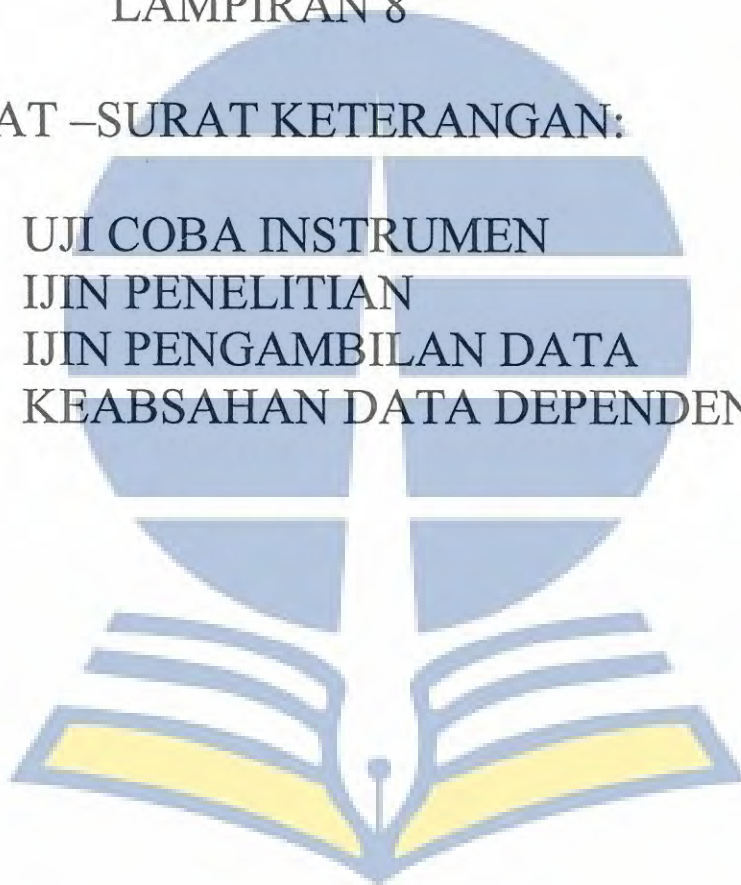 LAMPIRAN 8
AT –SURAT KETERANGAN:
UJI COBA INSTRUMEN
IJIN PENELITIAN
IJIN PENGAMBILAN DATA
KEABSAHAN DATA DEPENDEN